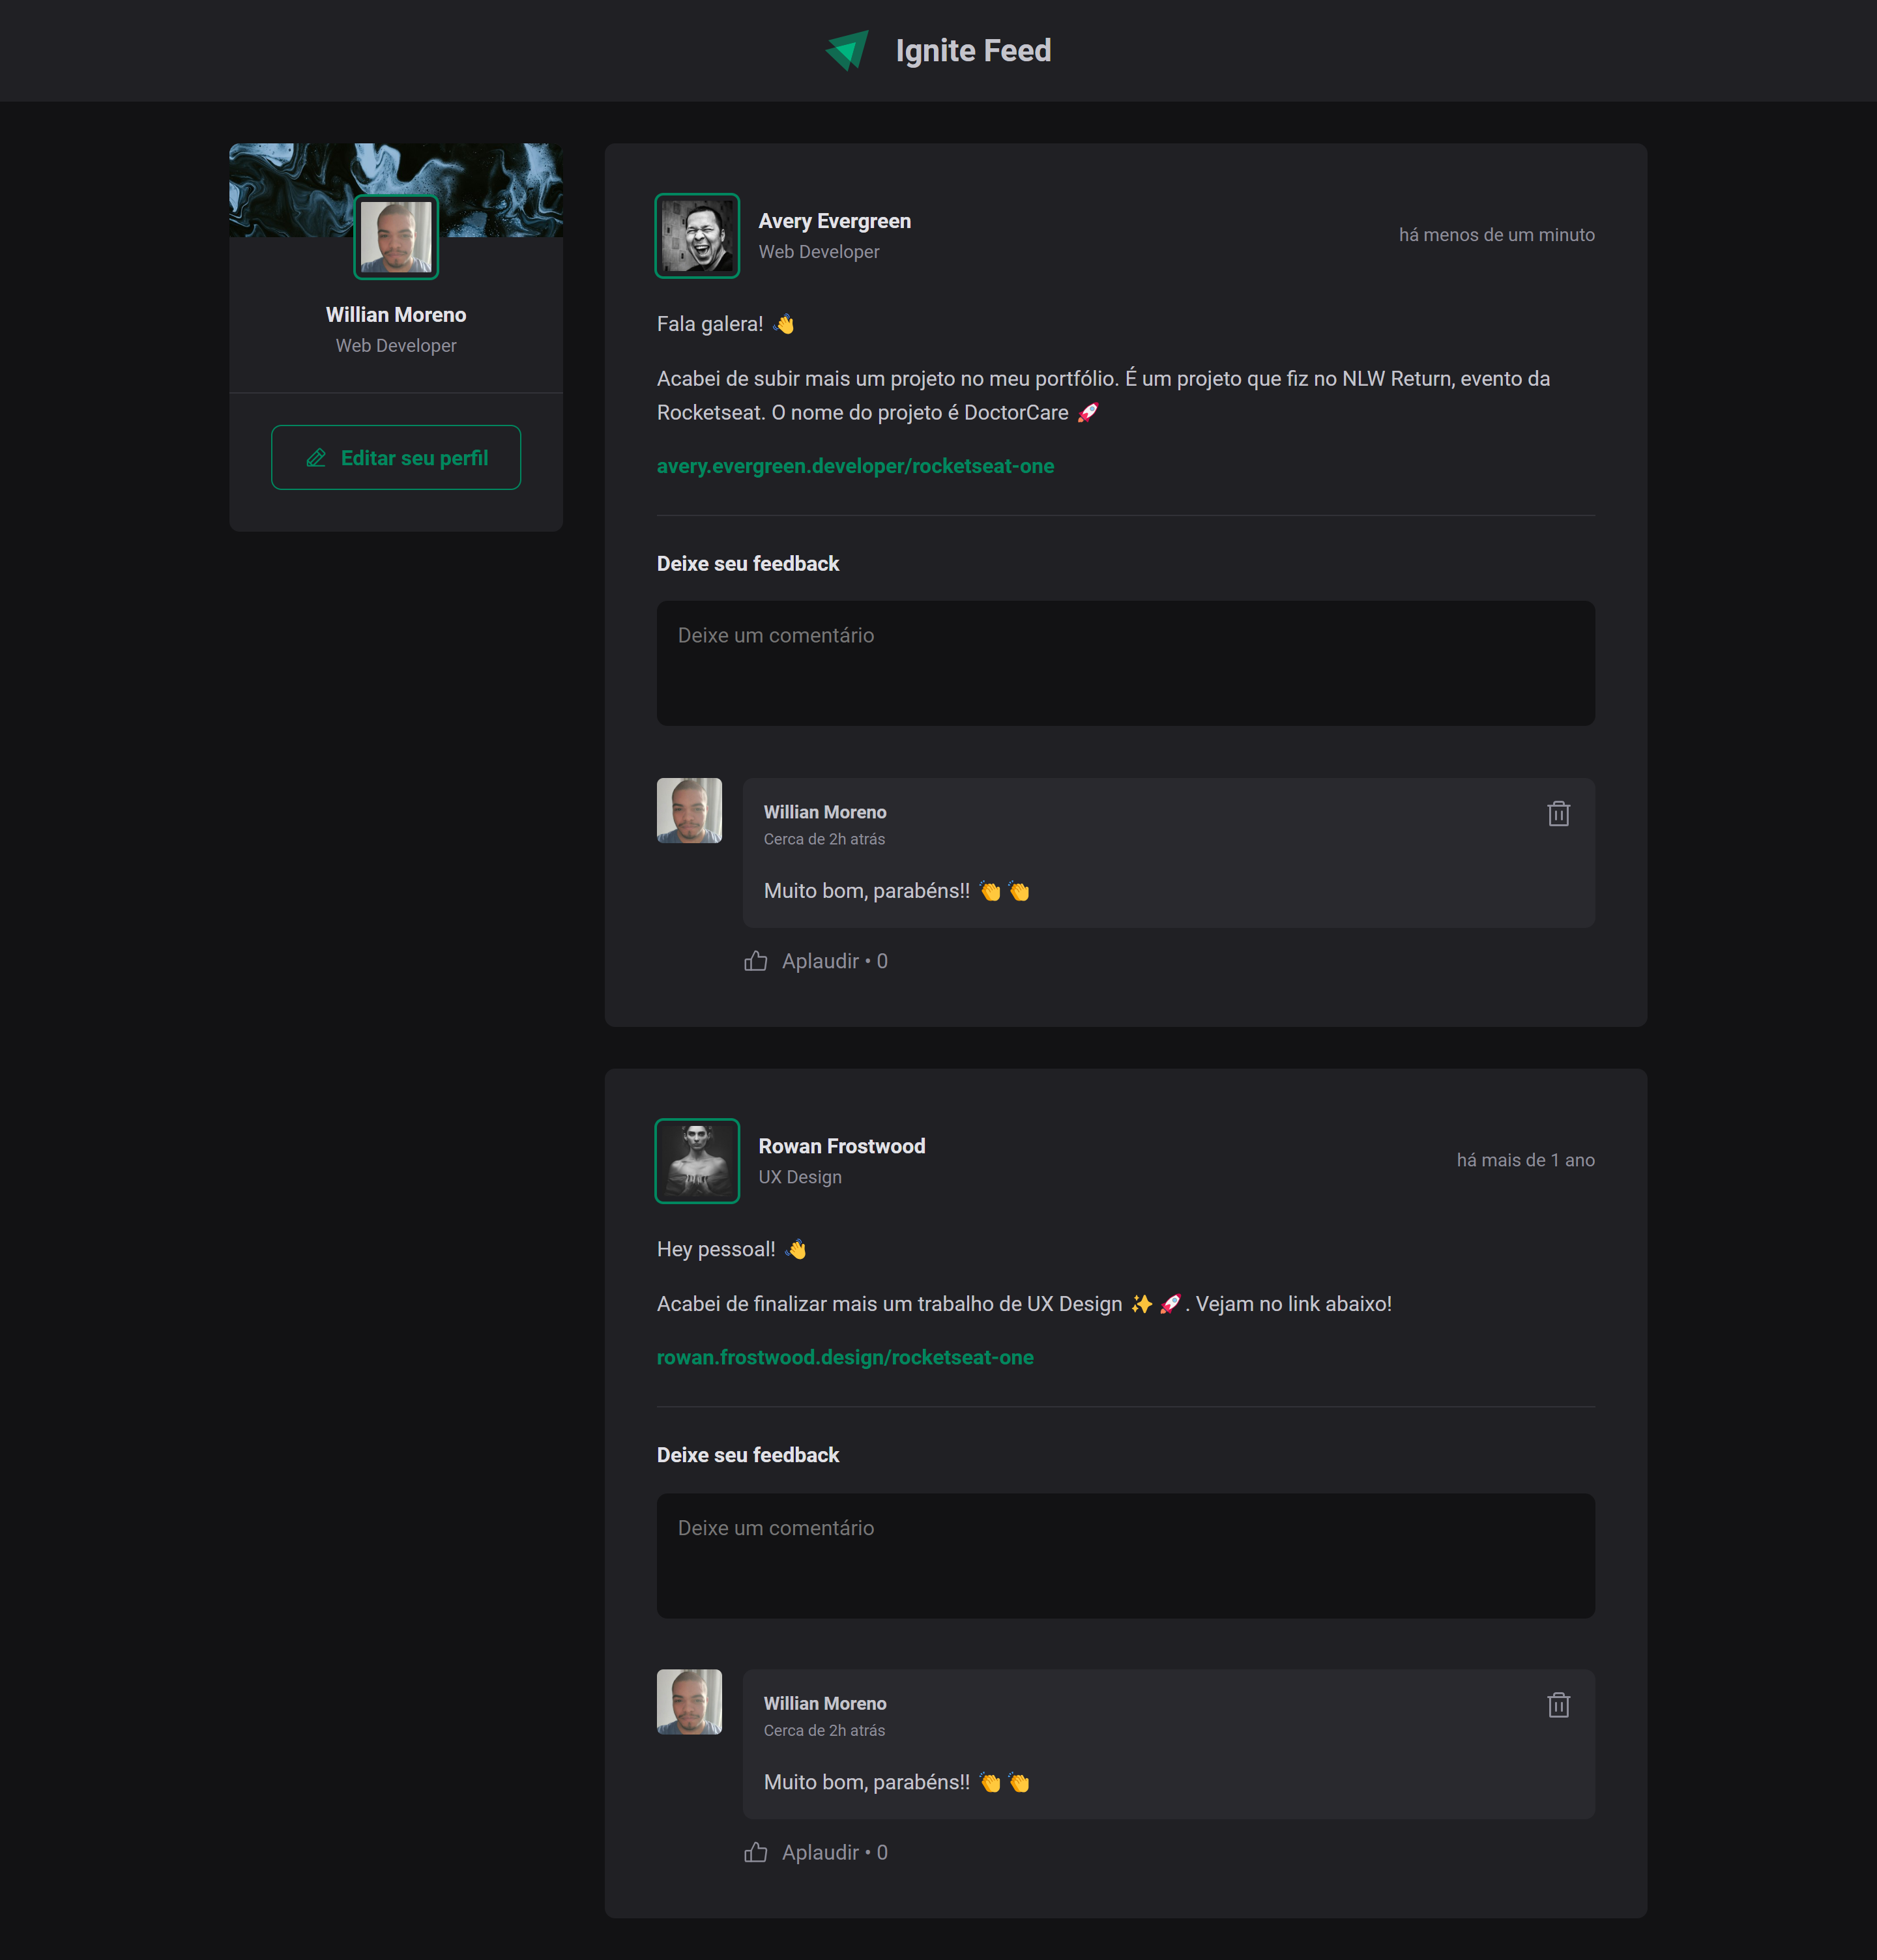 Ignite Feed
Willian Moreno
Web Developer
Editar seu perfil
Avery Evergreen
Web Developer
há menos de um minuto
Fala galera! 👋
Acabei de subir mais um projeto no meu portfólio. É um projeto que fiz no NLW Return, evento da
Rocketseat. O nome do projeto é DoctorCare 🚀
avery.evergreen.developer/rocketseat-one
Deixe seu feedback
Deixe um comentário
Willian Moreno
Cerca de 2h atrás
Muito bom, parabéns!! 👏 👏
Aplaudir • 0
Rowan Frostwood
UX Design
há mais de 1 ano
Hey pessoal! 👋
Acabei de finalizar mais um trabalho de UX Design ✨ 🚀. Vejam no link abaixo!
rowan.frostwood.design/rocketseat-one
Deixe seu feedback
Deixe um comentário
Willian Moreno
Cerca de 2h atrás
Muito bom, parabéns!! 👏 👏
Aplaudir • 0